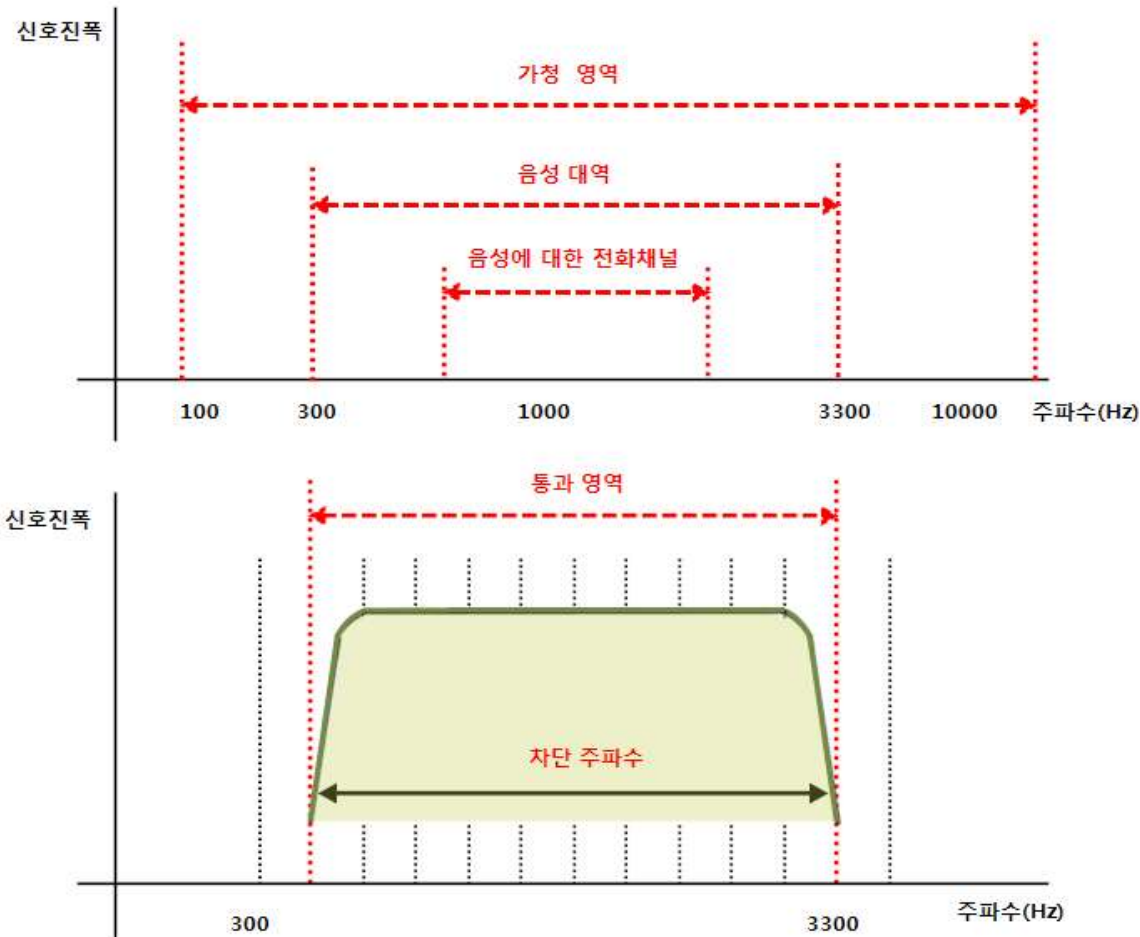 신호진폭
가청 영역
음성 대역
음성에 대한 전화채널
100 300 1000 3300 10000 주파수(Hz)
통과 영역
신호진폭
차단 주파수
300 3300 주파수(Hz)